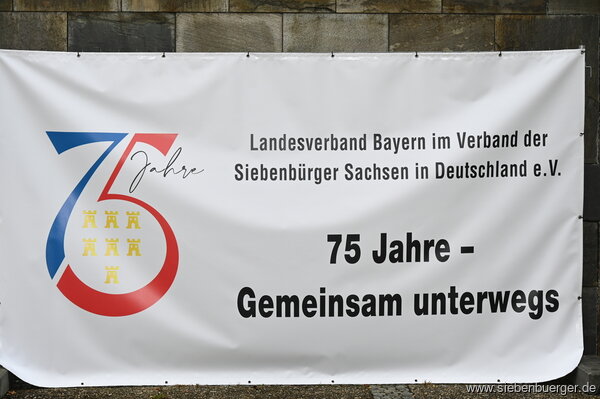 75
Jahre
Landesverband Bayern im Verband der
Siebenbürger Sachsen in Deutschland e.V.
75 Jahre –
Gemeinsam unterwegs
www.siebenbuerger.de